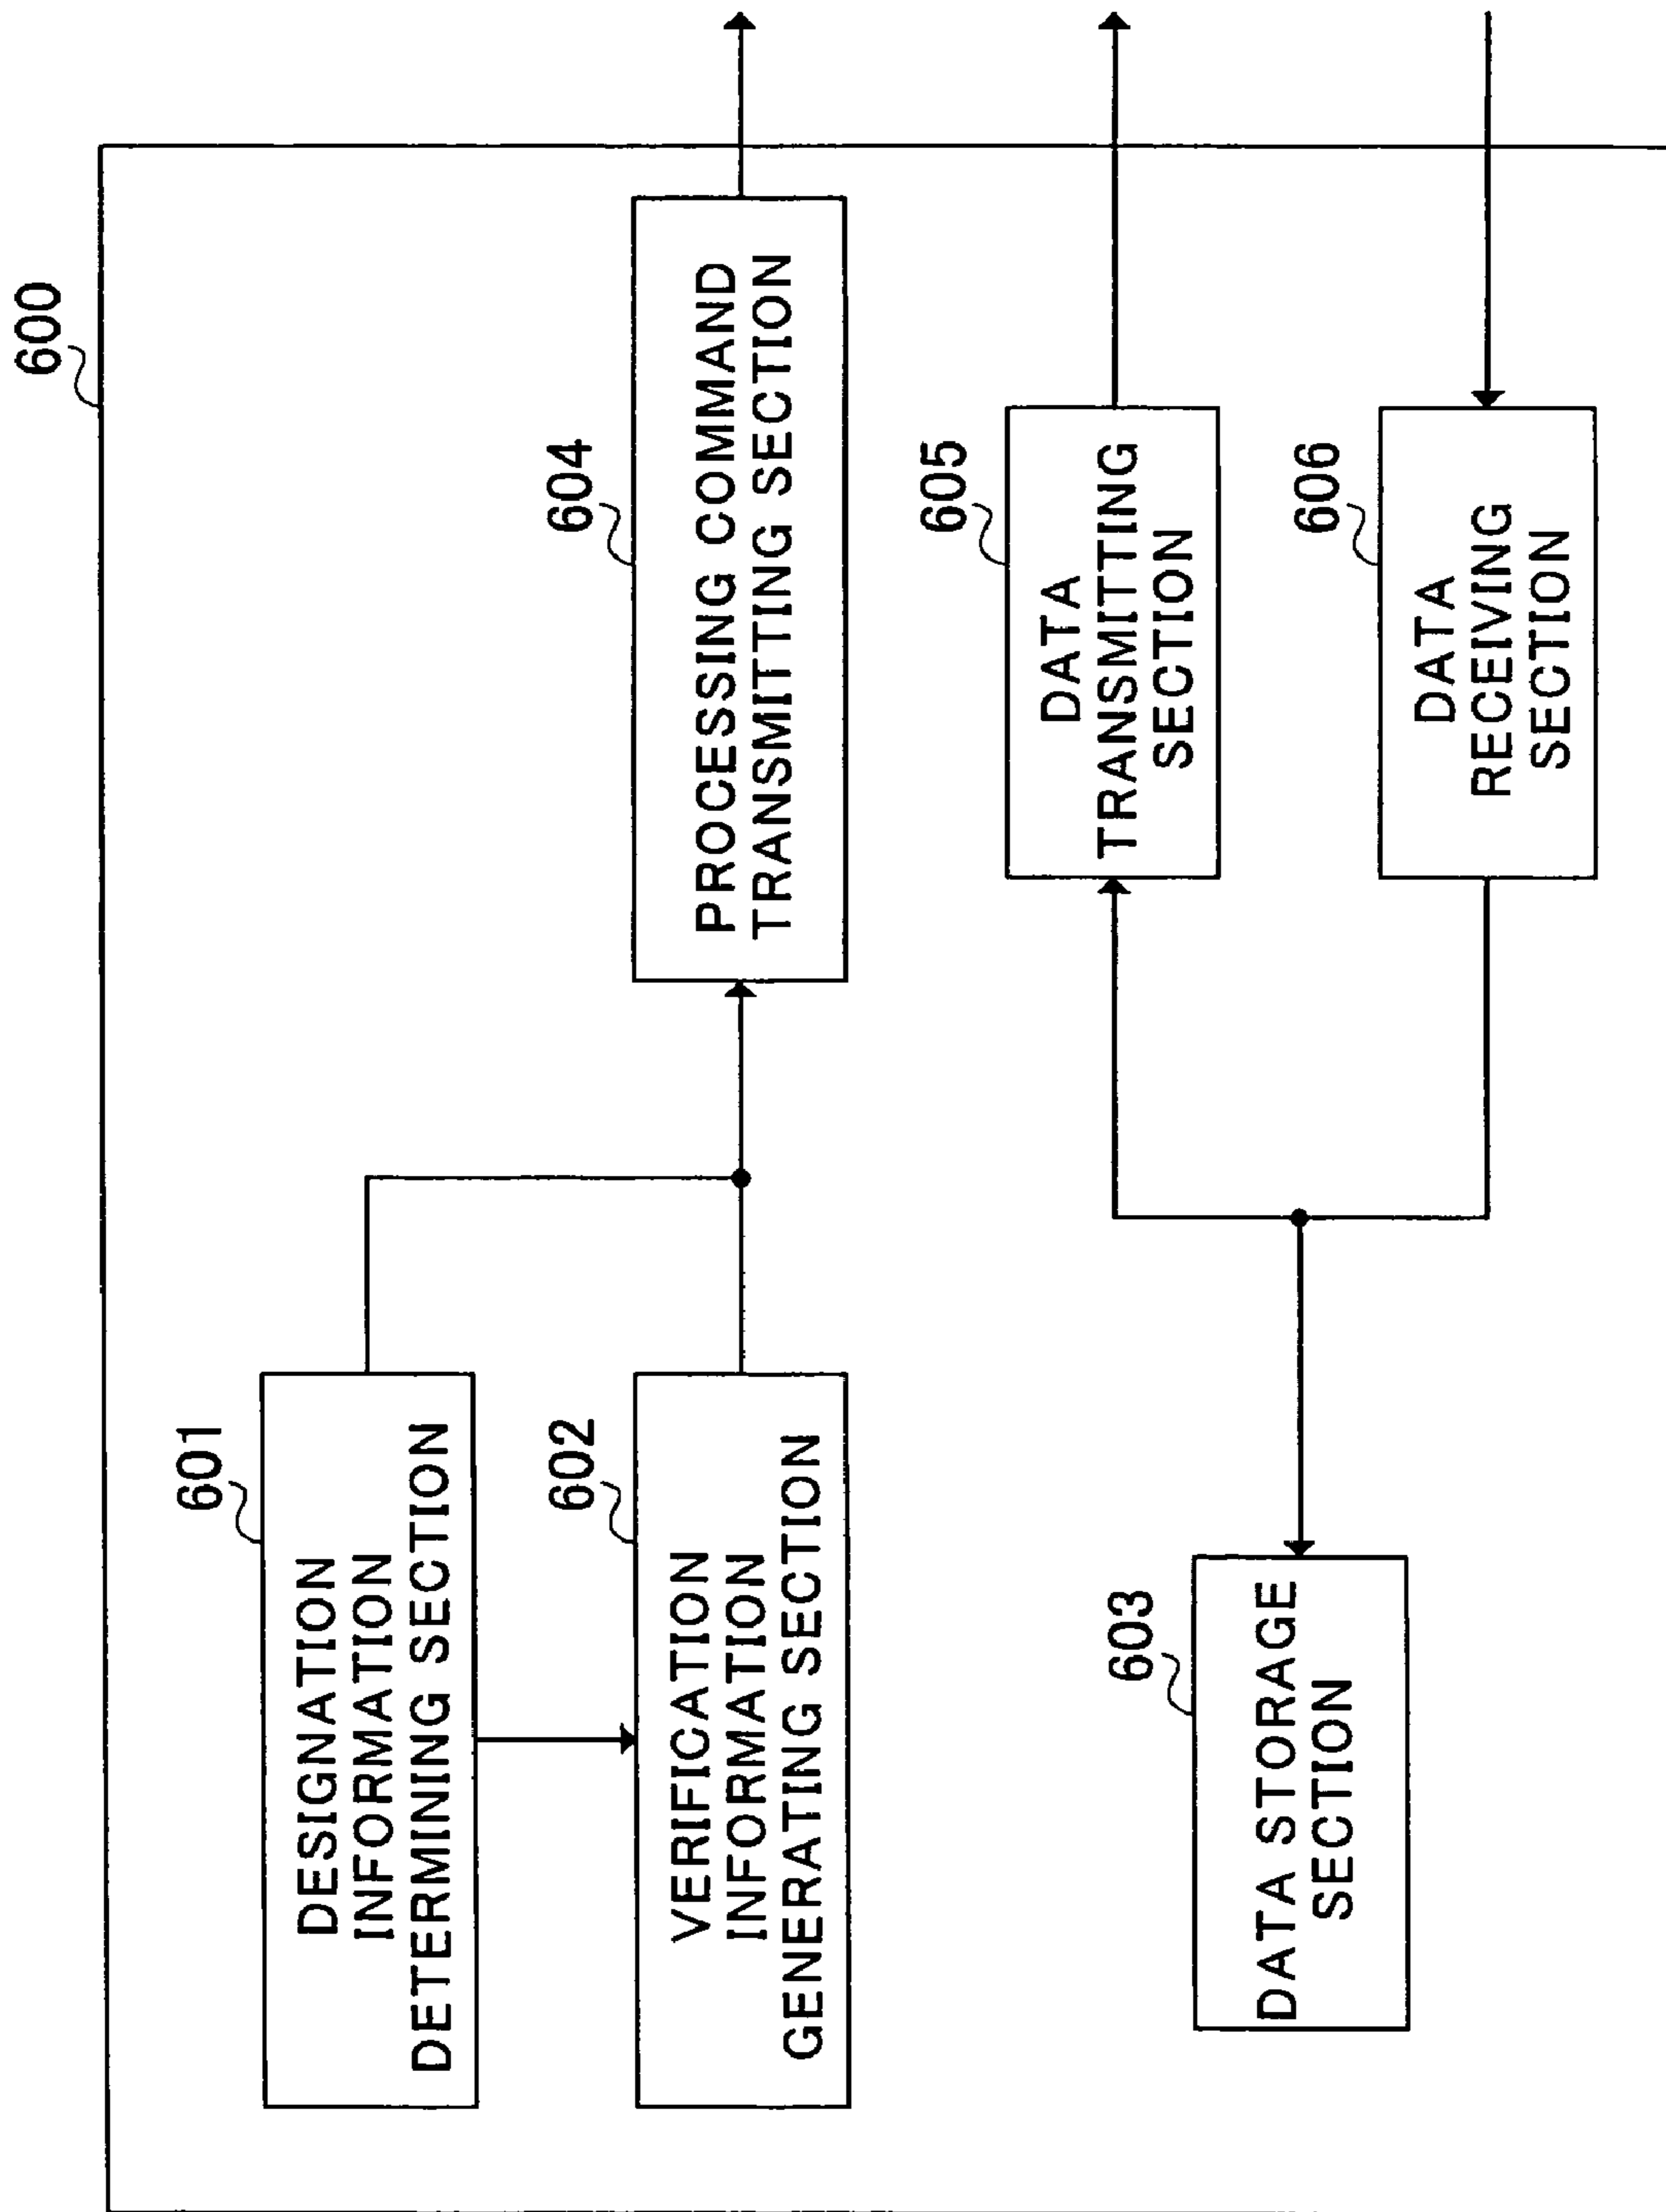 600
601
DESIGNATION
INFORMATION
DETERMINING SECTION
602
VERIFICATION
INFORMATION
GENERATING SECTION
603
DATA STORAGE
SECTION
604
PROCESSING COMMAND
TRANSMITTING SECTION
605
DATA
TRANSMITTING
SECTION
606
DATA
RECEIVING
SECTION